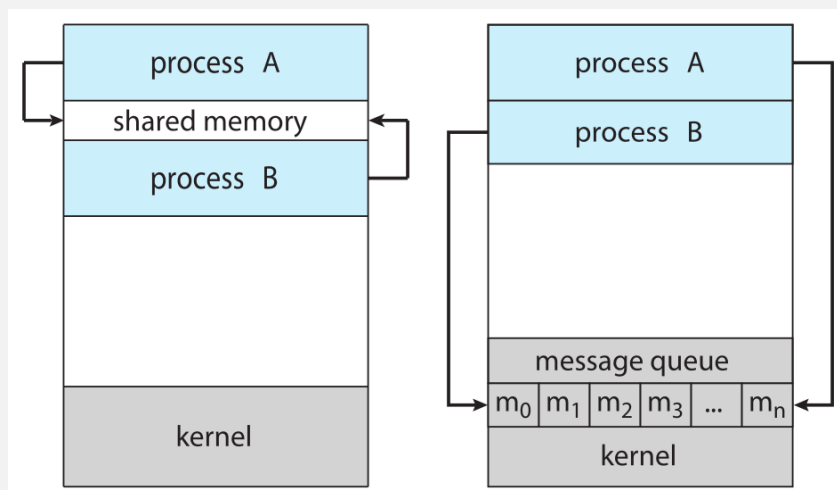 process A
shared memory
process B
kernel
process A
process B
message queue
m₀ m₁ m₂ m₃ ... mₙ
kernel